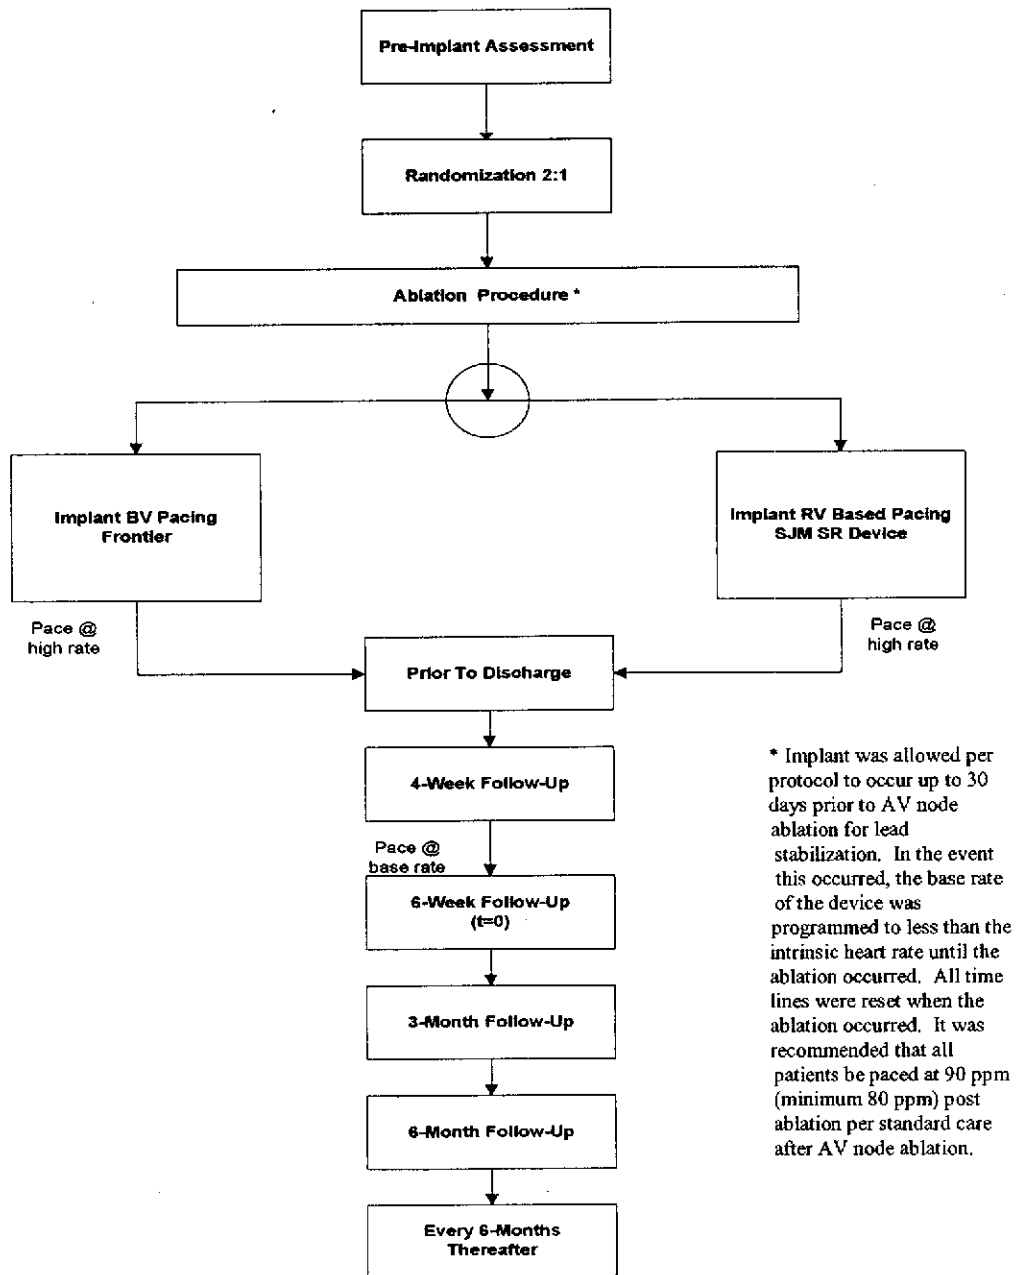 Pre-Implant Assessment
Randomization 2:1
Ablation Procedure *
Implant BV Pacing
Frontier
Implant RV Based Pacing
SJM SR Device
Pace @
high rate
Pace @
high rate
Prior To Discharge
4-Week Follow-Up
Pace @
base rate
6-Week Follow-Up
(t=0)
3-Month Follow-Up
6-Month Follow-Up
Every 6-Months
Thereafter
* Implant was allowed per
protocol to occur up to 30
days prior to AV node
ablation for lead
stabilization. In the event
this occurred, the base rate
of the device was
programmed to less than the
intrinsic heart rate until the
ablation occurred. All time
lines were reset when the
ablation occurred. It was
recommended that all
patients be paced at 90 ppm
(minimum 80 ppm) post
ablation per standard care
after AV node ablation.